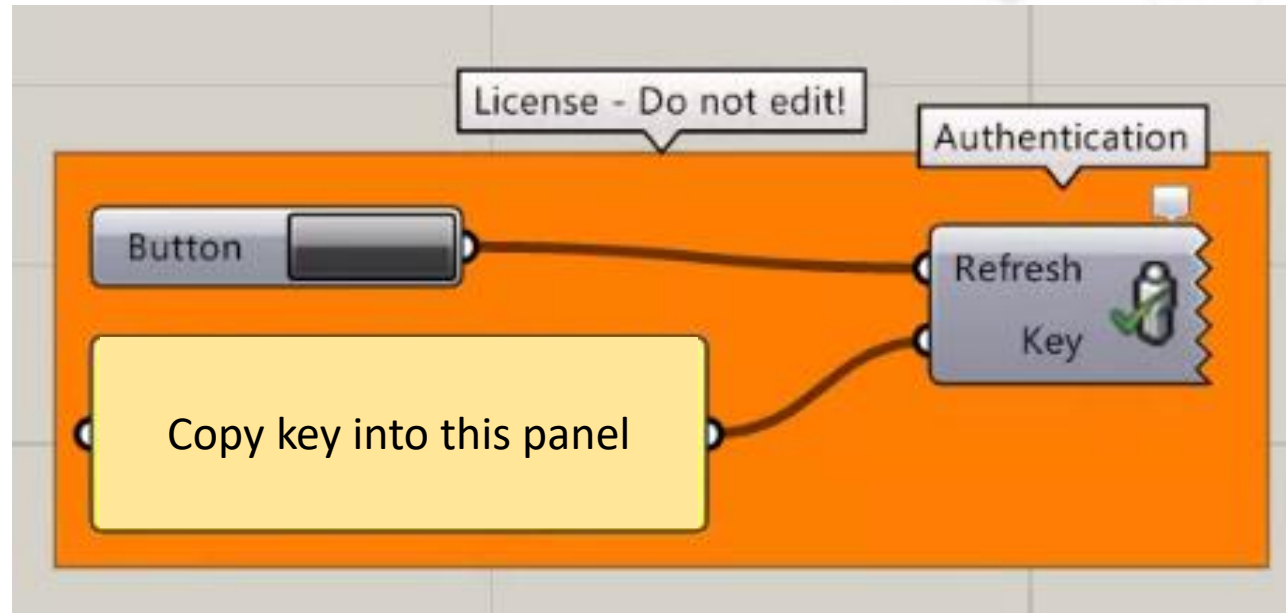 License - Do not edit!
Authentication
Button
Refresh
Key
Copy key into this panel